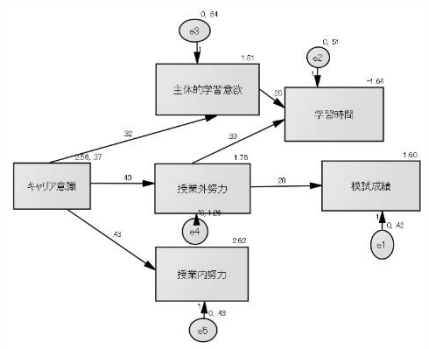 0, .64
e3
1
1.81
主体的学習意欲
0, .51
e2
1
-1.64
学習時間
.20
.32
.39
2.56, .37
キャリア意識
.43
1.78
授業外努力
.28
1.60
模試成績
1
e4
.43
2.62
授業内努力
1
0, .42
e1
1
0, .43
e5